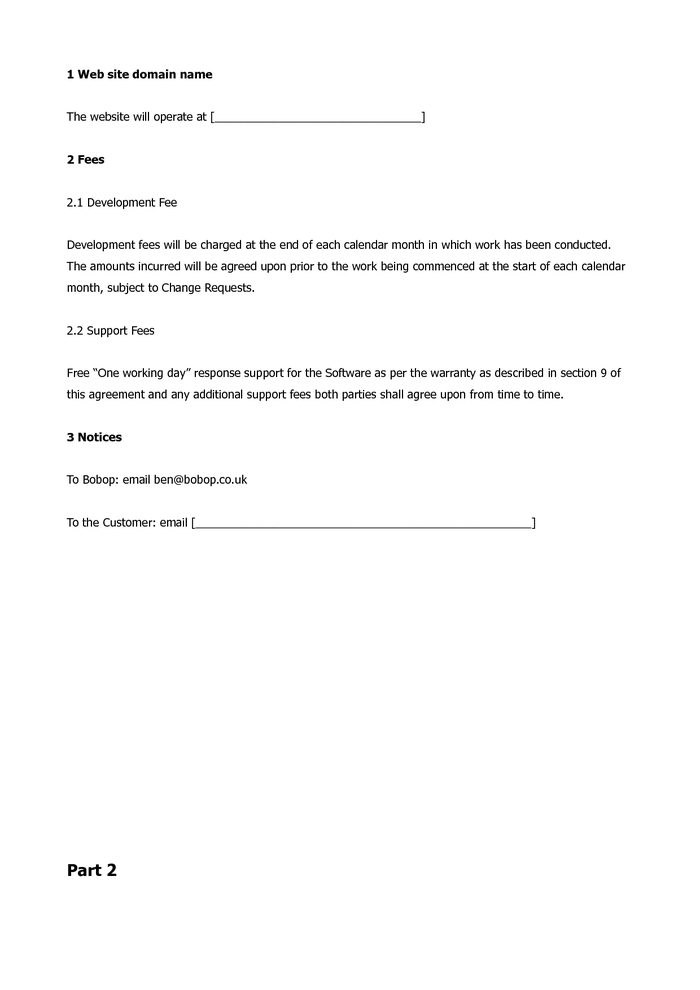 1 Web site domain name
The website will operate at [________________________________]
2 Fees
2.1 Development Fee
Development fees will be charged at the end of each calendar month in which work has been conducted.
The amounts incurred will be agreed upon prior to the work being commenced at the start of each calendar
month, subject to Change Requests.
2.2 Support Fees
Free “One working day” response support for the Software as per the warranty as described in section 9 of
this agreement and any additional support fees both parties shall agree upon from time to time.
3 Notices
To Bobop: email ben@bobop.co.uk
To the Customer: email [____________________________________________________]
Part 2